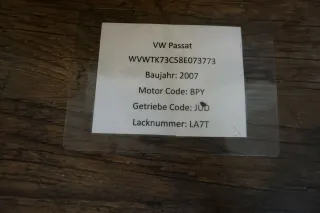 VW Passat
WVWTK73C58E073773
Baujahr: 2007
Motor Code: BPY
Getriebe Code: JUD
Lacknummer: LA7T